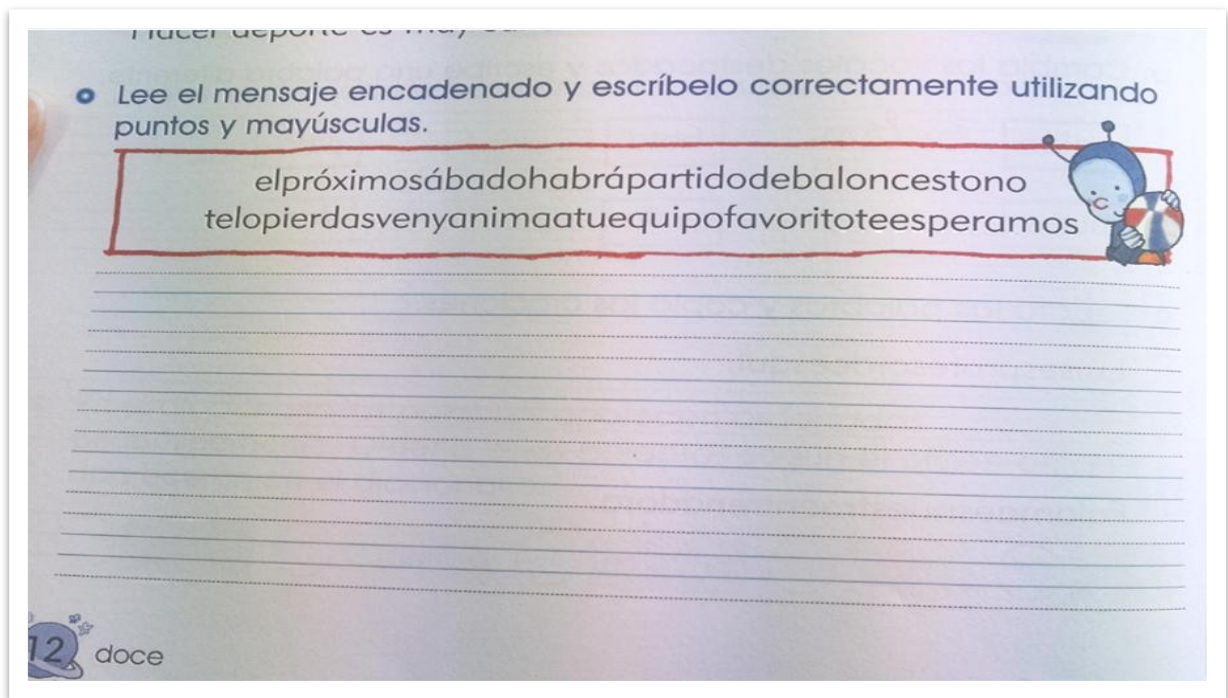 Lee el mensaje encadenado y escríbelo correctamente utilizando
puntos y mayúsculas.
elpróximosábadohabrápartidodebaloncestono
telopierdasvenyanimaatuequipofavoritoteesperamos
12 doce